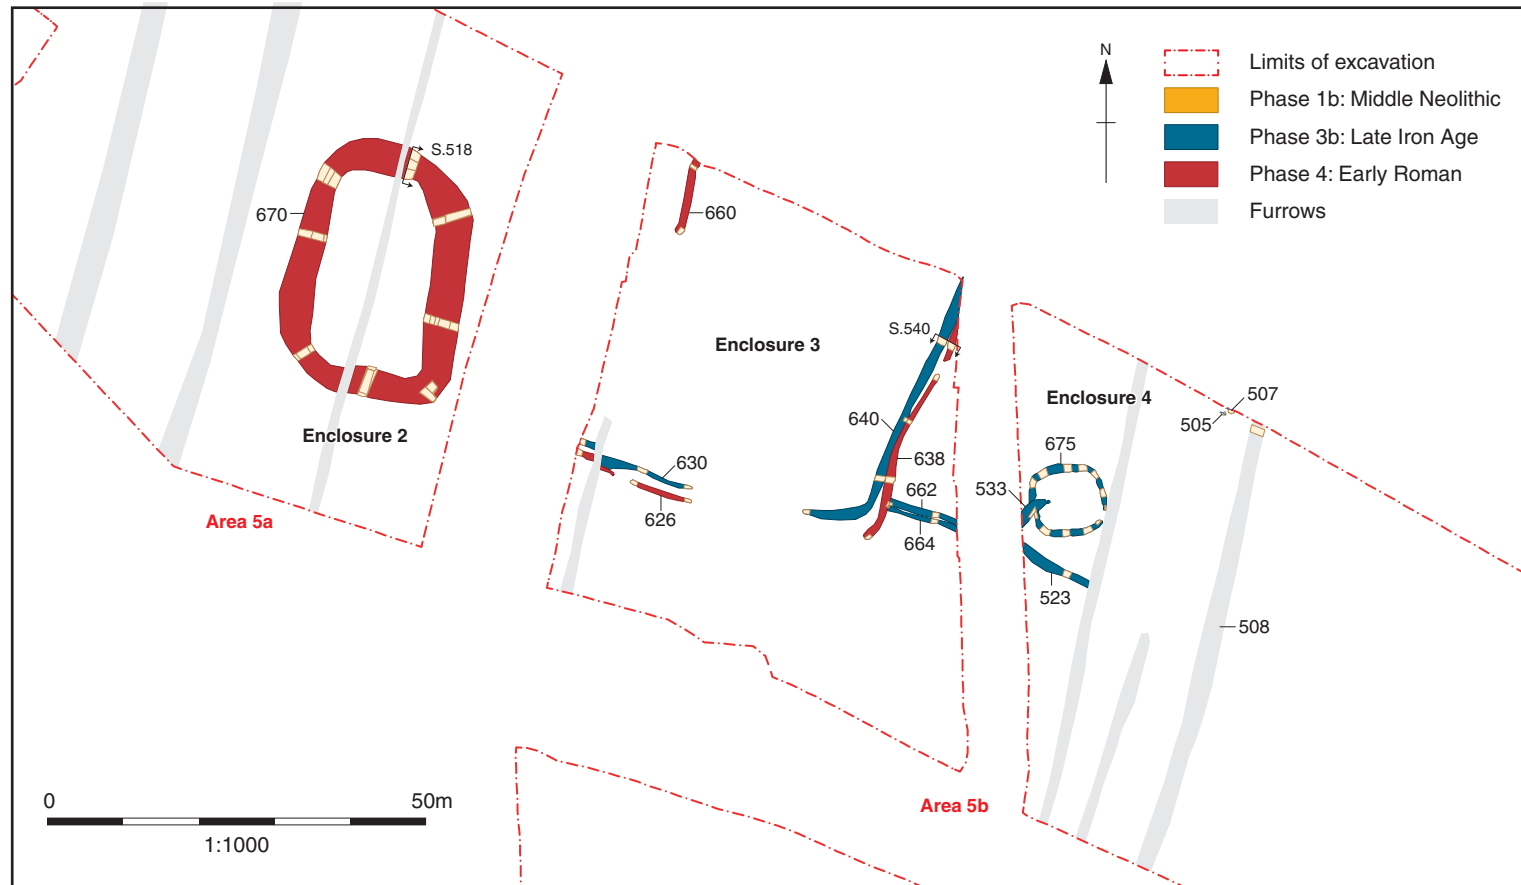 N
Limits of excavation
Phase 1b: Middle Neolithic
Phase 3b: Late Iron Age
Phase 4: Early Roman
Furrows
S.518
670
660
Enclosure 2
Area 5a
Enclosure 3
S.540
640
638
630
626
662
664
Enclosure 4
507
505
675
533
523
508
Area 5b
0 50m
1:1000